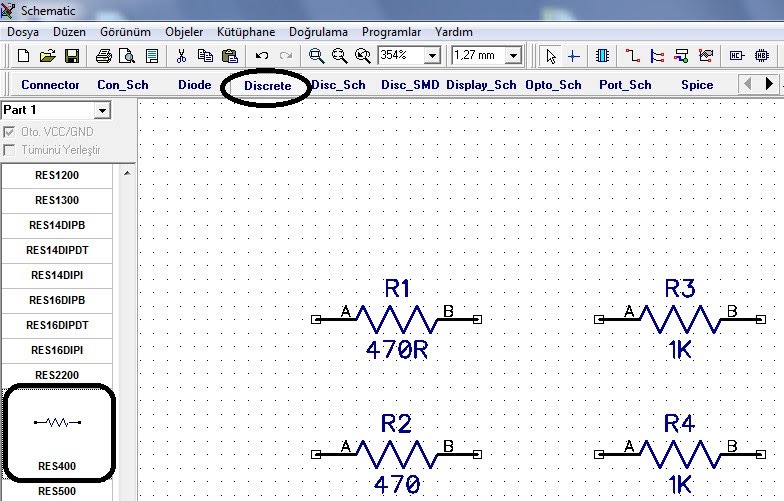 Schematic
Dosya Düzen Görünüm Objeler Kütüphane Doğrulama Programlar Yardım
354% 1,27 mm
Connector Con_Sch Diode Discrete Disc_Sch Disc_SMD Display_Sch Opto_Sch Port_Sch Spice
Part 1
Oto. VCC/GND
Tümünü Yerleştir
RES1200
RES1300
RES14DIPB
RES14DIPDT
RES14DIPI
RES16DIPB
RES16DIPDT
RES16DIPI
RES2200
RES400
RES500
R1
A B
470R
R3
A B
1K
R2
A B
470
R4
A B
1K